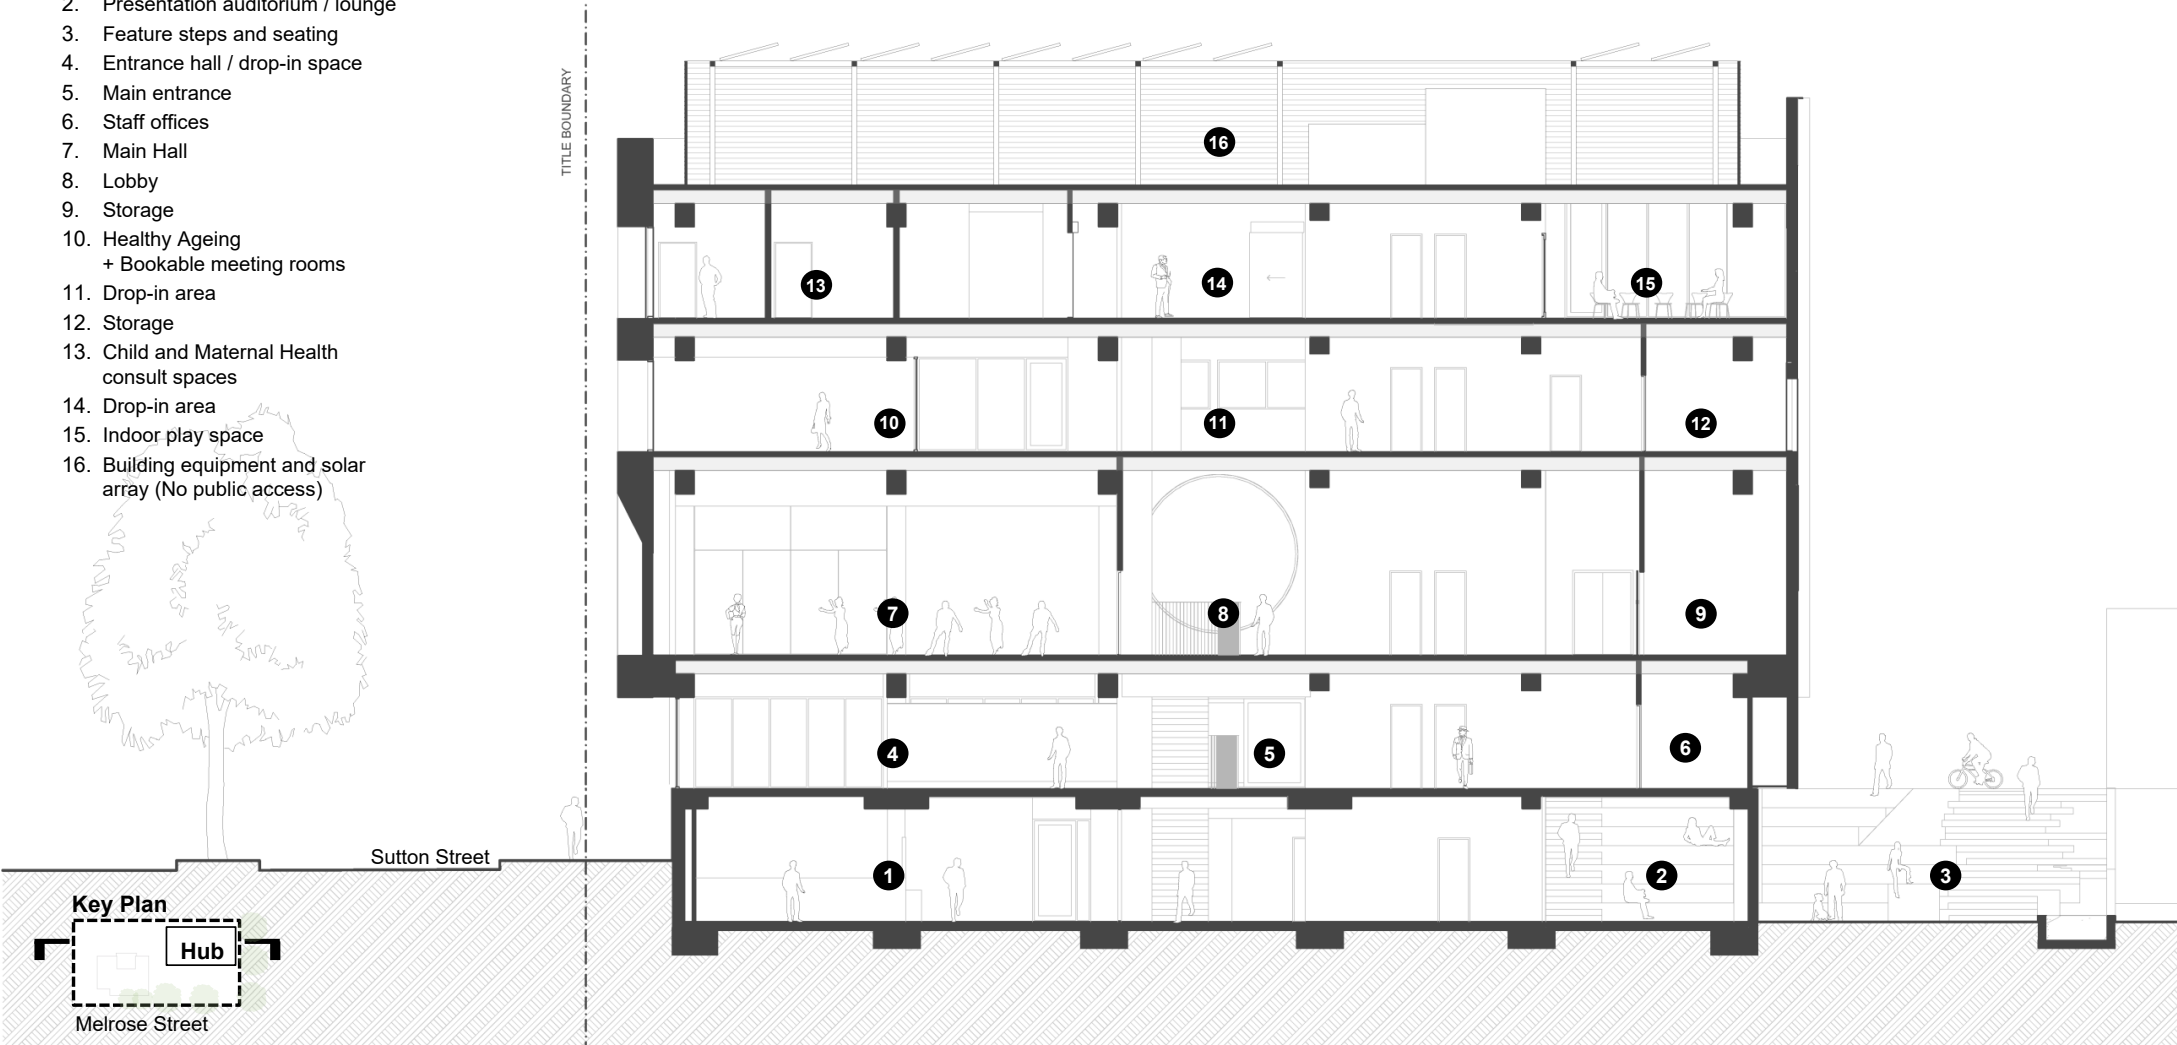 2. Presentation auditorium / lounge
3. Feature steps and seating
4. Entrance hall / drop-in space
5. Main entrance
6. Staff offices
7. Main Hall
8. Lobby
9. Storage
10. Healthy Ageing
+ Bookable meeting rooms
11. Drop-in area
12. Storage
13. Child and Maternal Health
consult spaces
14. Drop-in area
15. Indoor play space
16. Building equipment and solar
array (No public access)
TITLE BOUNDARY
16
13
14
15
10
11
12
7
8
9
4
5
6
1
2
3
Sutton Street
Key Plan
Hub
Melrose Street